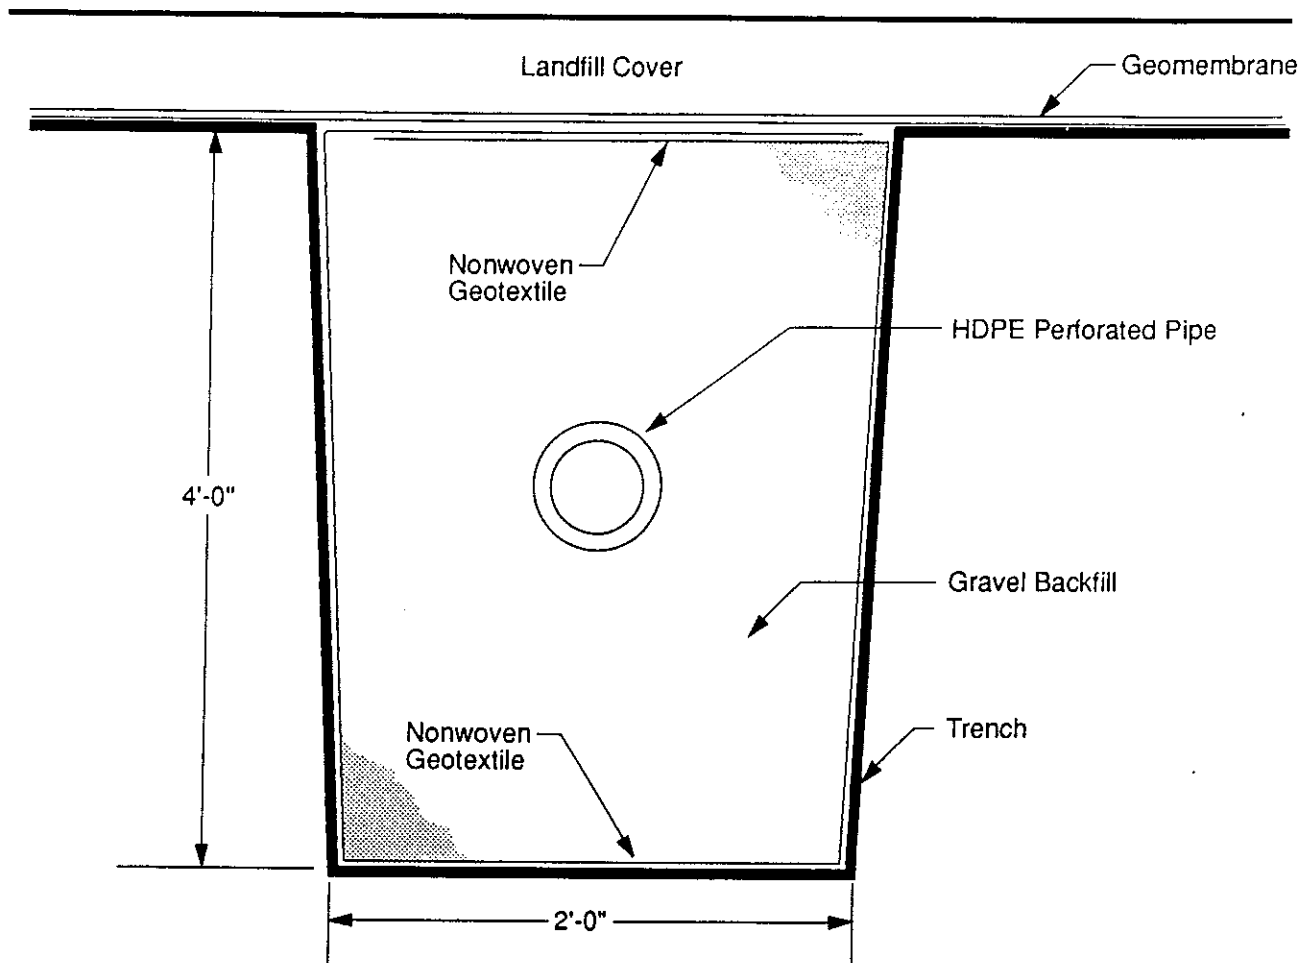 Landfill Cover
Geomembrane
Nonwoven
Geotextile
HDPE Perforated Pipe
4'-0"
Gravel Backfill
Nonwoven
Geotextile
Trench
2'-0"